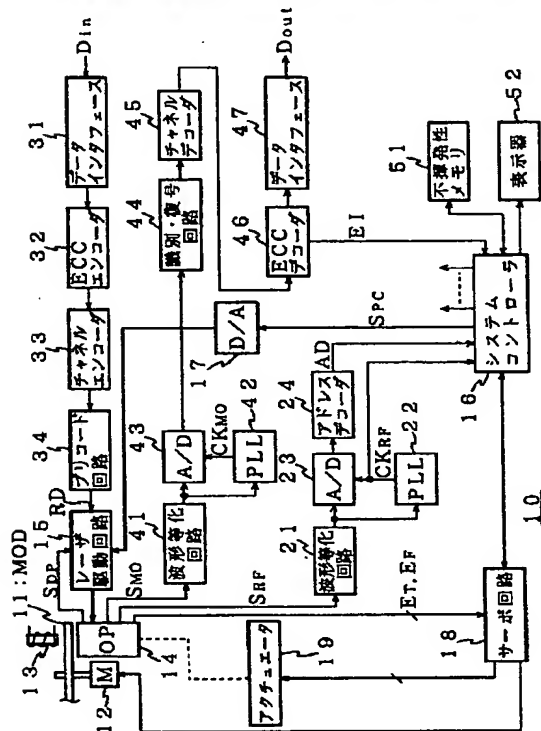 Din
31
データ
インタフェース
32
ECC
エンコーダ
33
チャネル
エンコーダ
34
プリコード
回路
RD
15
レーザ
駆動回路
SDP
11:MOD
13
12
M
OP
14
SMO
SRF
ET,EF
41
波形等化
回路
43
A/D
CKMO
PLL
42
44
識別・復号
回路
45
チャネル
デコーダ
46
ECC
デコーダ
EI
47
データ
インタフェース
Dout
17
D/A
SPC
21
波形等化
回路
23
A/D
CKRF
PLL
22
24
アドレス
デコーダ
AD
16
システム
コントローラ
51
不揮発性
メモリ
52
表示器
18
サーボ回路
19
アクチュエータ
10